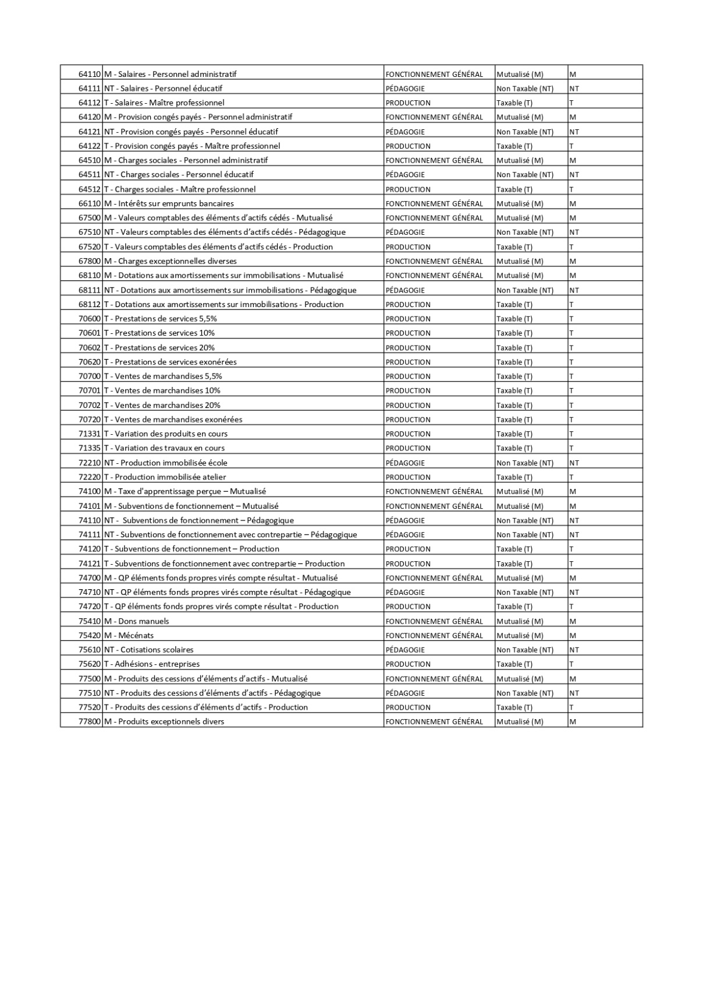 64110 M - Salaires - Personnel administratif FONCTIONNEMENT GÉNÉRAL Mutualisé (M) M
64111 NT - Salaires - Personnel éducatif PÉDAGOGIE Non Taxable (NT) NT
64112 T - Salaires - Maître professionnel PRODUCTION Taxable (T) T
64120 M - Provision congés payés - Personnel administratif FONCTIONNEMENT GÉNÉRAL Mutualisé (M) M
64121 NT - Provision congés payés - Personnel éducatif PÉDAGOGIE Non Taxable (NT) NT
64122 T - Provision congés payés - Maître professionnel PRODUCTION Taxable (T) T
64510 M - Charges sociales - Personnel administratif FONCTIONNEMENT GÉNÉRAL Mutualisé (M) M
64511 NT - Charges sociales - Personnel éducatif PÉDAGOGIE Non Taxable (NT) NT
64512 T - Charges sociales - Maître professionnel PRODUCTION Taxable (T) T
66110 M - Intérêts sur emprunts bancaires FONCTIONNEMENT GÉNÉRAL Mutualisé (M) M
67500 M - Valeurs comptables des éléments d’actifs cédés - Mutualisé FONCTIONNEMENT GÉNÉRAL Mutualisé (M) M
67510 NT - Valeurs comptables des éléments d’actifs cédés - Pédagogique PÉDAGOGIE Non Taxable (NT) NT
67520 T - Valeurs comptables des éléments d’actifs cédés - Production PRODUCTION Taxable (T) T
67800 M - Charges exceptionnelles diverses FONCTIONNEMENT GÉNÉRAL Mutualisé (M) M
68110 M - Dotations aux amortissements sur immobilisations - Mutualisé FONCTIONNEMENT GÉNÉRAL Mutualisé (M) M
68111 NT - Dotations aux amortissements sur immobilisations - Pédagogique PÉDAGOGIE Non Taxable (NT) NT
68112 T - Dotations aux amortissements sur immobilisations - Production PRODUCTION Taxable (T) T
70600 T - Prestations de services 5,5% PRODUCTION Taxable (T) T
70601 T - Prestations de services 10% PRODUCTION Taxable (T) T
70602 T - Prestations de services 20% PRODUCTION Taxable (T) T
70620 T - Prestations de services exonérées PRODUCTION Taxable (T) T
70700 T - Ventes de marchandises 5,5% PRODUCTION Taxable (T) T
70701 T - Ventes de marchandises 10% PRODUCTION Taxable (T) T
70702 T - Ventes de marchandises 20% PRODUCTION Taxable (T) T
70720 T - Ventes de marchandises exonérées PRODUCTION Taxable (T) T
71331 T - Variation des produits en cours PRODUCTION Taxable (T) T
71335 T - Variation des travaux en cours PRODUCTION Taxable (T) T
72210 NT - Production immobilisée école PÉDAGOGIE Non Taxable (NT) NT
72220 T - Production immobilisée atelier PRODUCTION Taxable (T) T
74100 M - Taxe d'apprentissage perçue – Mutualisé FONCTIONNEMENT GÉNÉRAL Mutualisé (M) M
74101 M - Subventions de fonctionnement – Mutualisé FONCTIONNEMENT GÉNÉRAL Mutualisé (M) M
74110 NT - Subventions de fonctionnement – Pédagogique PÉDAGOGIE Non Taxable (NT) NT
74111 NT - Subventions de fonctionnement avec contrepartie – Pédagogique PÉDAGOGIE Non Taxable (NT) NT
74120 T - Subventions de fonctionnement – Production PRODUCTION Taxable (T) T
74121 T - Subventions de fonctionnement avec contrepartie – Production PRODUCTION Taxable (T) T
74700 M - QP éléments fonds propres virés compte résultat - Mutualisé FONCTIONNEMENT GÉNÉRAL Mutualisé (M) M
74710 NT - QP éléments fonds propres virés compte résultat - Pédagogique PÉDAGOGIE Non Taxable (NT) NT
74720 T - QP éléments fonds propres virés compte résultat - Production PRODUCTION Taxable (T) T
75410 M - Dons manuels FONCTIONNEMENT GÉNÉRAL Mutualisé (M) M
75420 M - Mécénats FONCTIONNEMENT GÉNÉRAL Mutualisé (M) M
75610 NT - Cotisations scolaires PÉDAGOGIE Non Taxable (NT) NT
75620 T - Adhésions - entreprises PRODUCTION Taxable (T) T
77500 M - Produits des cessions d’éléments d’actifs - Mutualisé FONCTIONNEMENT GÉNÉRAL Mutualisé (M) M
77510 NT - Produits des cessions d’éléments d’actifs - Pédagogique PÉDAGOGIE Non Taxable (NT) NT
77520 T - Produits des cessions d’éléments d’actifs - Production PRODUCTION Taxable (T) T
77800 M - Produits exceptionnels divers FONCTIONNEMENT GÉNÉRAL Mutualisé (M) M